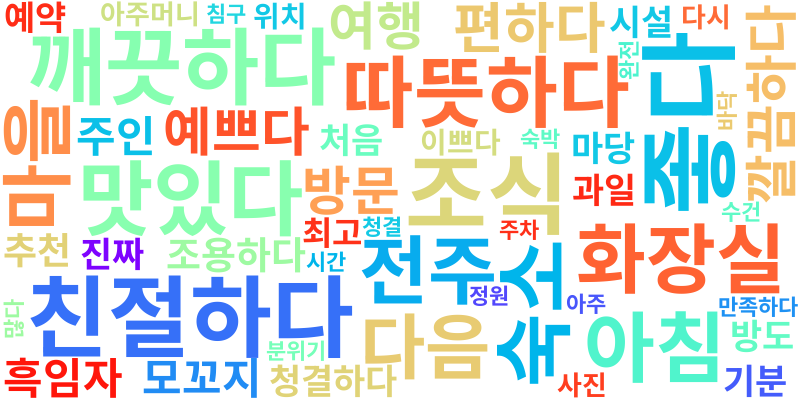 예약
아주머니
침구
위치
여행
편하다
시설
다시
깨끗하다
따뜻하다
완전
좋다
깔끔하다
바닥
마을
주인
예쁘다
처음
이쁘다
숙박
마당
맛있다
방문
조식
과일
수건
추천
진짜
조용하다
최고
청결
시간
전주
주차
숙소
화장실
많다
친절하다
정원
아주
만족하다
분위기
다음
아침
방도
흑임자
모꼬지
청결하다
사진
기분